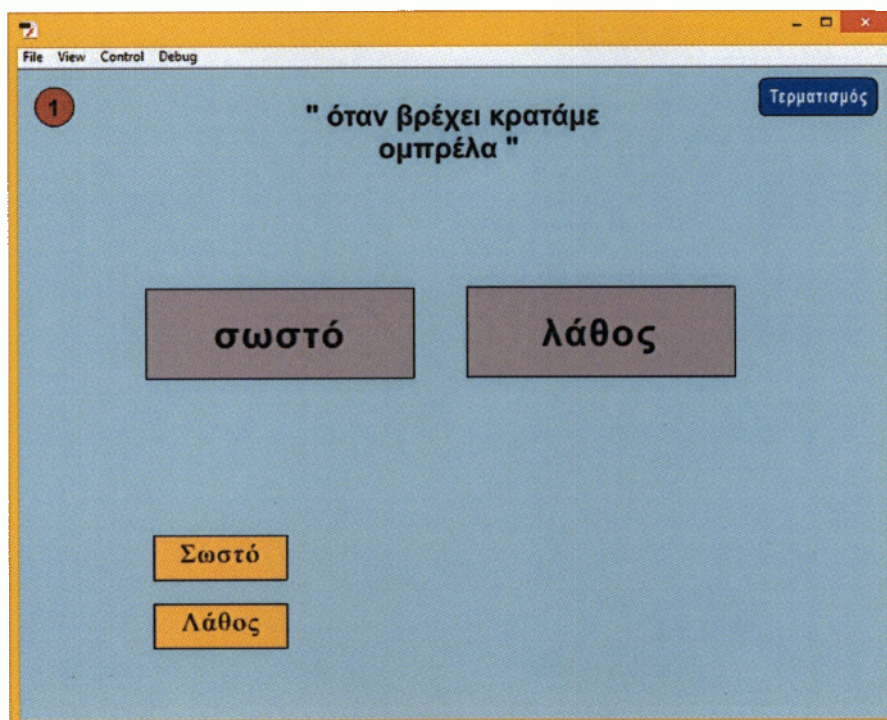 File View Control Debug
1
Τερματισμός
" όταν βρέχει κρατάμε
ομπρέλα "
σωστό
λάθος
Σωστό
Λάθος